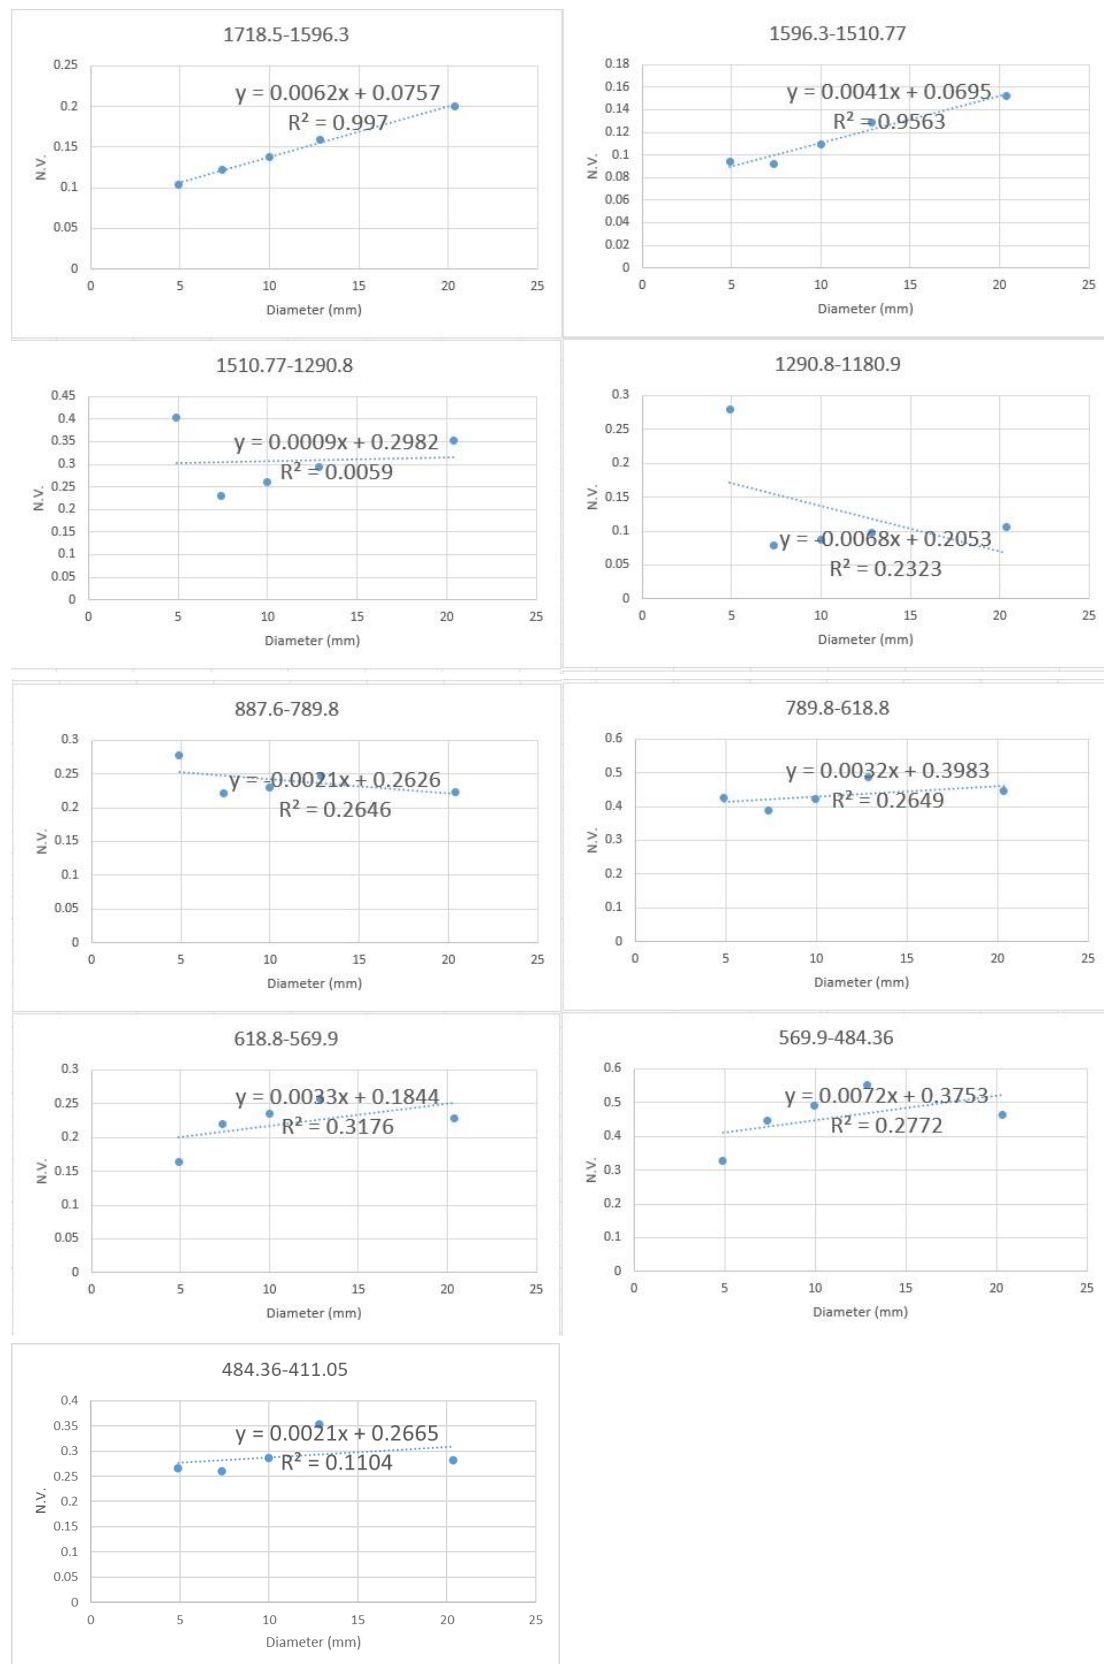 1718.5-1596.3
0.25
0.2
0.15
0.1
0.05
0
N.V.
y = 0.0062x + 0.0757
R² = 0.997
0 5 10 15 20 25
Diameter (mm)
1596.3-1510.77
0.18
0.16
0.14
0.12
0.1
0.08
0.06
0.04
0.02
0
N.V.
y = 0.0041x + 0.0695
R² = 0.9563
0 5 10 15 20 25
Diameter (mm)
1510.77-1290.8
0.45
0.4
0.35
0.3
0.25
0.2
0.15
0.1
0.05
0
N.V.
y = 0.0009x + 0.2982
R² = 0.0059
0 5 10 15 20 25
Diameter (mm)
1290.8-1180.9
0.3
0.25
0.2
0.15
0.1
0.05
0
N.V.
y = -0.0068x + 0.2053
R² = 0.2323
0 5 10 15 20 25
Diameter (mm)
887.6-789.8
0.3
0.25
0.2
0.15
0.1
0.05
0
N.V.
y = -0.0021x + 0.2626
R² = 0.2646
0 5 10 15 20 25
Diameter (mm)
789.8-618.8
0.6
0.5
0.4
0.3
0.2
0.1
0
N.V.
y = 0.0032x + 0.3983
R² = 0.2649
0 5 10 15 20 25
Diameter (mm)
618.8-569.9
0.3
0.25
0.2
0.15
0.1
0.05
0
N.V.
y = 0.0033x + 0.1844
R² = 0.3176
0 5 10 15 20 25
Diameter (mm)
569.9-484.36
0.6
0.5
0.4
0.3
0.2
0.1
0
N.V.
y = 0.0072x + 0.3753
R² = 0.2772
0 5 10 15 20 25
Diameter (mm)
484.36-411.05
0.4
0.35
0.3
0.25
0.2
0.15
0.1
0.05
0
N.V.
y = 0.0021x + 0.2665
R² = 0.1104
0 5 10 15 20 25
Diameter (mm)